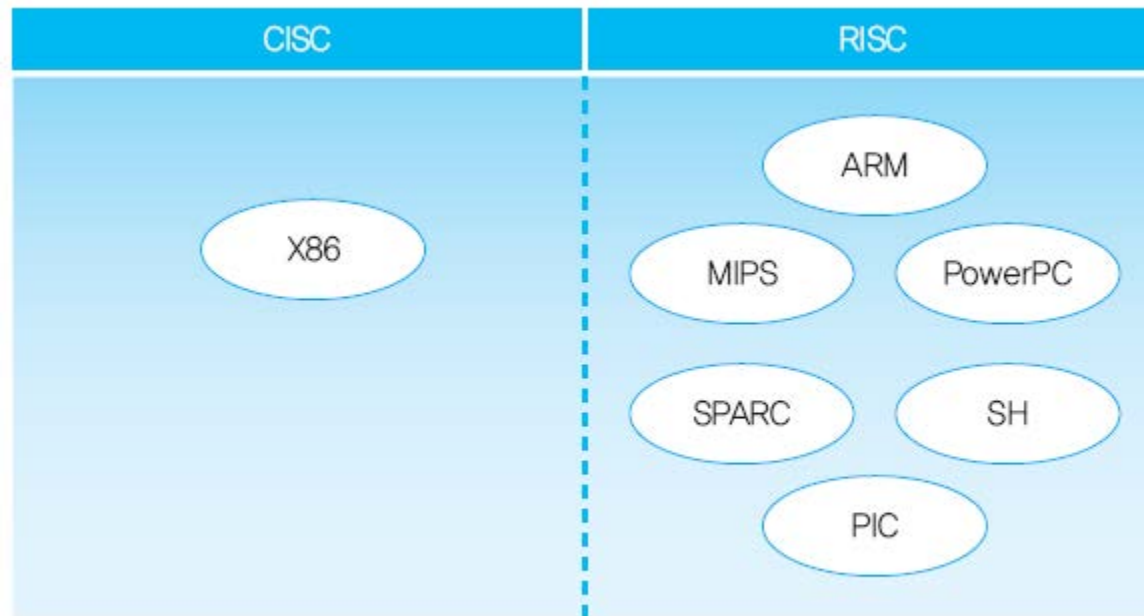 CISC
RISC
ARM
X86
MIPS
PowerPC
SPARC
SH
PIC